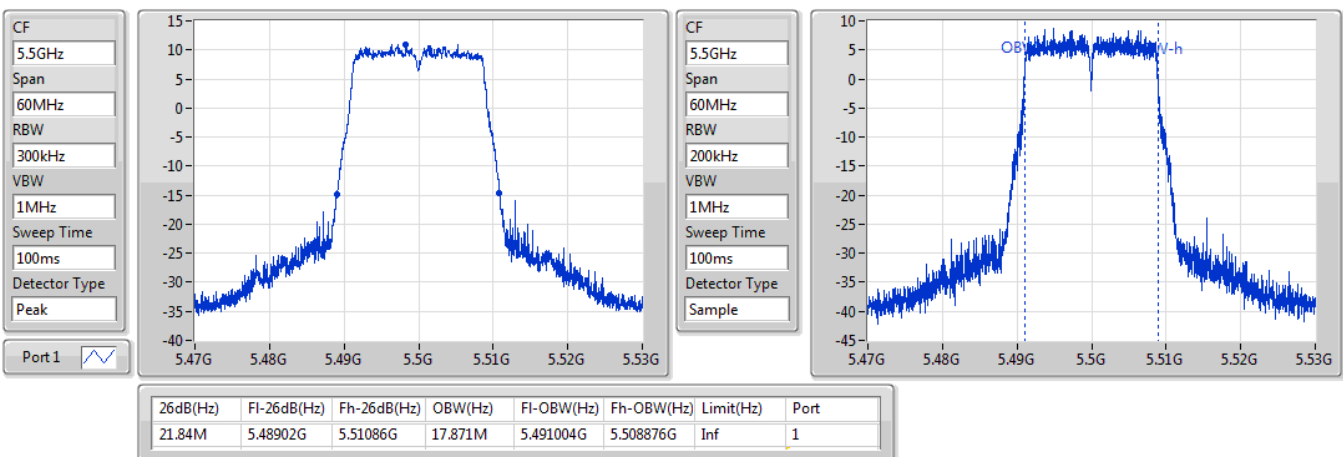 CF
5.5GHz
Span
60MHz
RBW
300kHz
VBW
1MHz
Sweep Time
100ms
Detector Type
Peak
Port 1
15
10
5
0
-5
-10
-15
-20
-25
-30
-35
-40
5.47G 5.48G 5.49G 5.5G 5.51G 5.52G 5.53G
CF
5.5GHz
Span
60MHz
RBW
200kHz
VBW
1MHz
Sweep Time
100ms
Detector Type
Sample
10
5
0
-5
-10
-15
-20
-25
-30
-35
-40
-45
OB W-h
5.47G 5.48G 5.49G 5.5G 5.51G 5.52G 5.53G
26dB(Hz) Fl-26dB(Hz) Fh-26dB(Hz) OBW(Hz) Fl-OBW(Hz) Fh-OBW(Hz) Limit(Hz) Port
21.84M 5.48902G 5.51086G 17.871M 5.491004G 5.508876G Inf 1